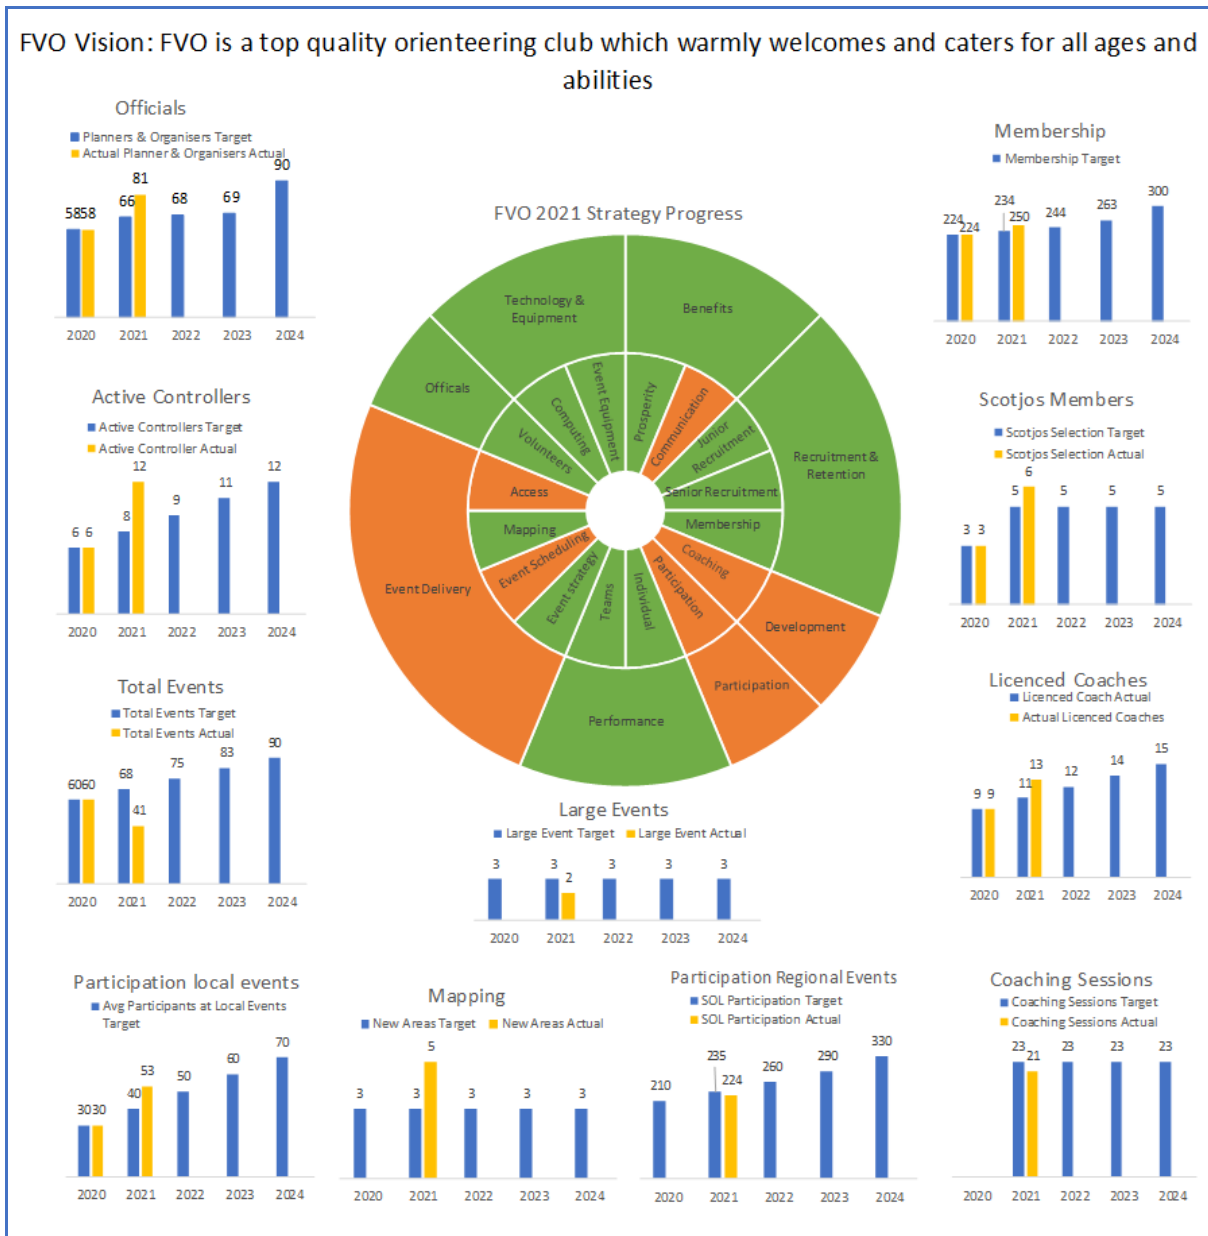 FVO Vision: FVO is a top quality orienteering club which warmly welcomes and caters for all ages and
abilities
Officials
Planners & Organisers Target
Actual Planner & Organisers Actual
58 58 66 81 68 69 90
2020 2021 2022 2023 2024
Active Controllers
Active Controllers Target
Active Controller Actual
6 6 8 12 9 11 12
2020 2021 2022 2023 2024
Total Events
Total Events Target
Total Events Actual
60 60 68 41 75 83 90
2020 2021 2022 2023 2024
FVO 2021 Strategy Progress
Technology &
Equipment
Benefits
Officals
Recruitment &
Retention
Event Delivery
Development
Participation
Performance
Event Equipment
Prosperity
Communication
Computing
Junior
Recruitment
Volunteers
Senior Recruitment
Access
Membership
Mapping
Coaching
Event Scheduling
Participation
Event strategy
Teams
Individual
Membership
Membership Target
224 224 234 250 244 263 300
2020 2021 2022 2023 2024
Scotjos Members
Scotjos Selection Target
Scotjos Selection Actual
3 3 5 6 5 5 5
2020 2021 2022 2023 2024
Licenced Coaches
Licenced Coach Actual
Actual Licenced Coaches
9 9 11 13 12 14 15
2020 2021 2022 2023 2024
Large Events
Large Event Target Large Event Actual
3 3 2 3 3 3
2020 2021 2022 2023 2024
Participation local events
Avg Participants at Local Events
Target
30 30 40 53 50 60 70
2020 2021 2022 2023 2024
Mapping
New Areas Target New Areas Actual
3 3 5 3 3 3
2020 2021 2022 2023 2024
Participation Regional Events
SOL Participation Target
SOL Participation Actual
210 235 224 260 290 330
2020 2021 2022 2023 2024
Coaching Sessions
Coaching Sessions Target
Coaching Sessions Actual
23 21 23 23 23
2020 2021 2022 2023 2024